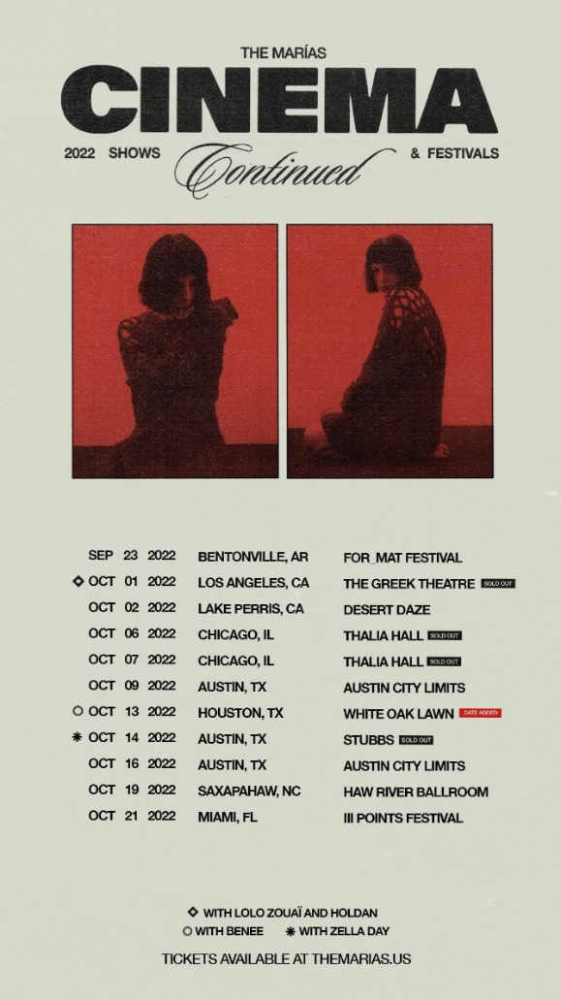 THE MARÍAS
CINEMA
2022 SHOWS Continued & FESTIVALS
SEP 23 2022 BENTONVILLE, AR FOR_MAT FESTIVAL
OCT 01 2022 LOS ANGELES, CA THE GREEK THEATRE SOLD OUT
OCT 02 2022 LAKE PERRIS, CA DESERT DAZE
OCT 06 2022 CHICAGO, IL THALIA HALL SOLD OUT
OCT 07 2022 CHICAGO, IL THALIA HALL SOLD OUT
OCT 09 2022 AUSTIN, TX AUSTIN CITY LIMITS
OCT 13 2022 HOUSTON, TX WHITE OAK LAWN DATE ADDED
OCT 14 2022 AUSTIN, TX STUBBS SOLD OUT
OCT 16 2022 AUSTIN, TX AUSTIN CITY LIMITS
OCT 19 2022 SAXAPAHAW, NC HAW RIVER BALLROOM
OCT 21 2022 MIAMI, FL III POINTS FESTIVAL
WITH LOLO ZOUAÏ AND HOLDAN
WITH BENEE WITH ZELLA DAY
TICKETS AVAILABLE AT THEMARIAS.US